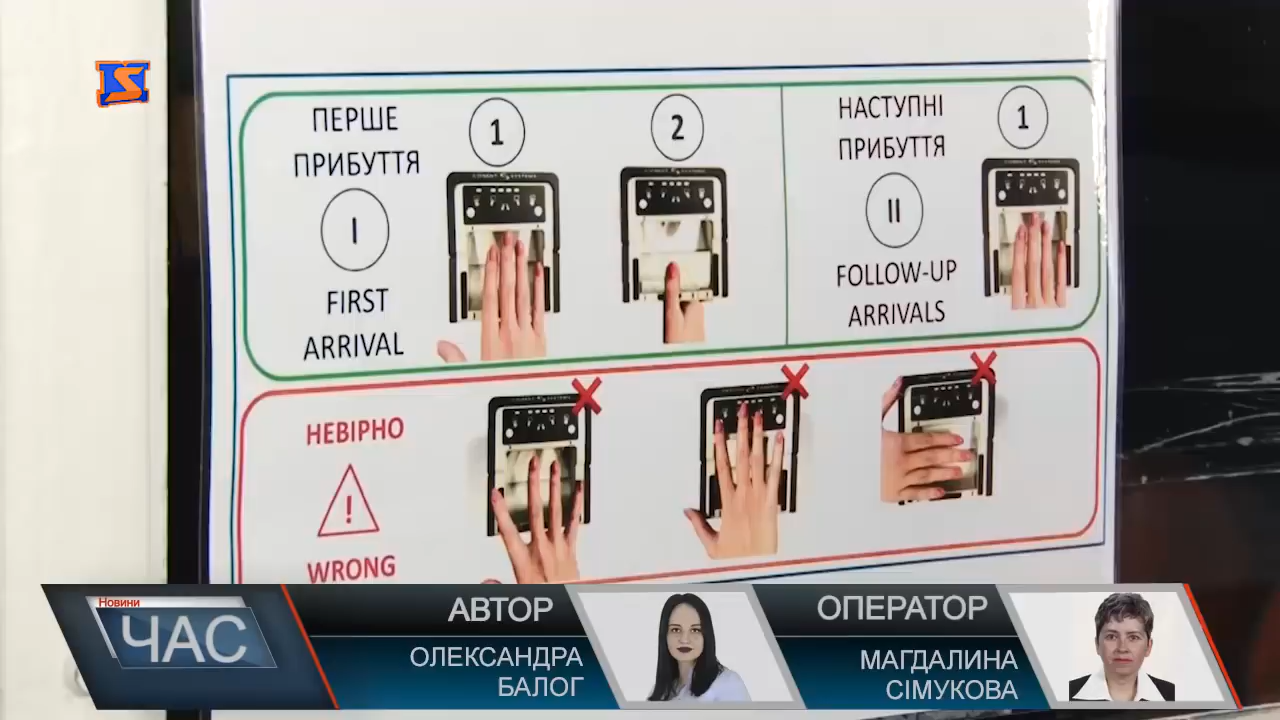 ПЕРШЕ
ПРИБУТТЯ
I
FIRST
ARRIVAL
1
2
НАСТУПНІ
ПРИБУТТЯ
II
FOLLOW-UP
ARRIVALS
1
НЕВІРНО
!
WRONG
Новини
ЧАС
АВТОР
ОЛЕКСАНДРА
БАЛОГ
ОПЕРАТОР
МАГДАЛИНА
СІМУКОВА